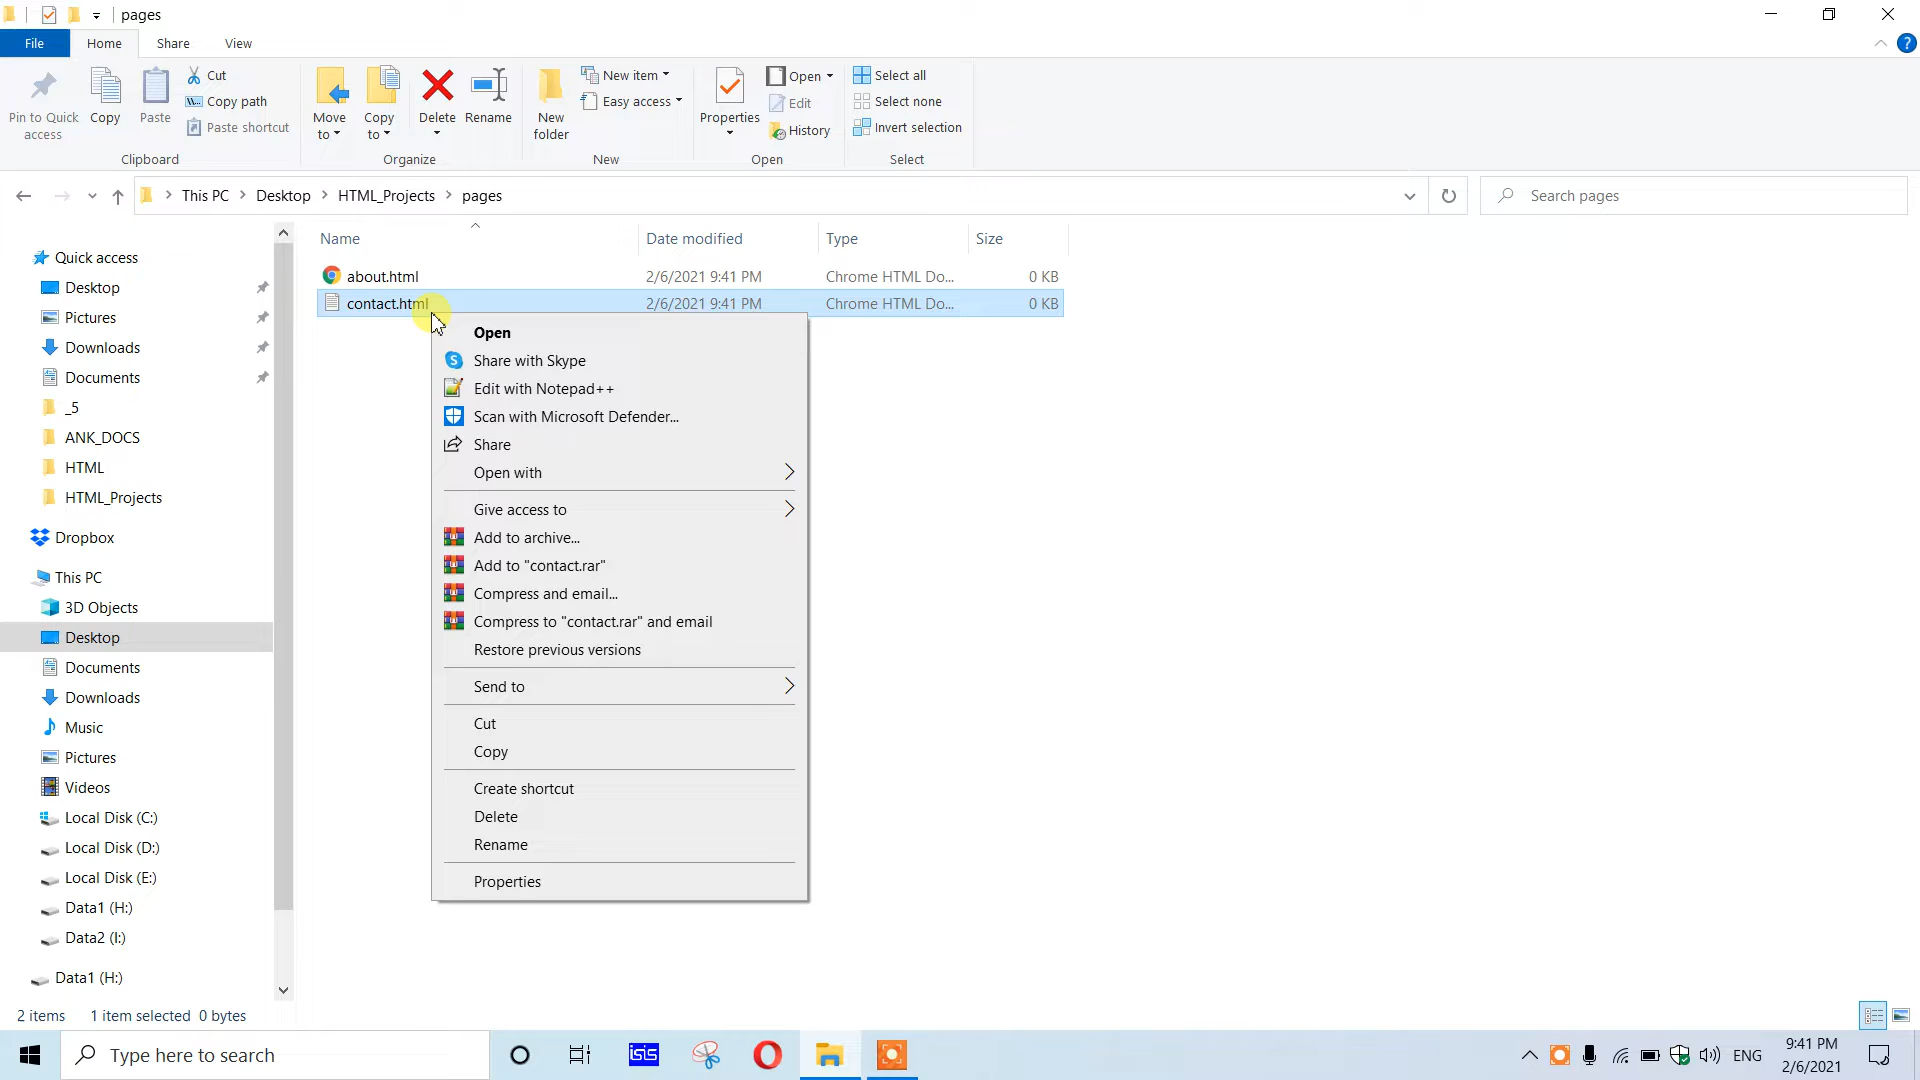 pages
File Home Share View
Pin to Quick access
Copy
Paste
Cut
Copy path
Paste shortcut
Clipboard
Move to
Copy to
Delete
Rename
Organize
New folder
New item
Easy access
New
Properties
Open
Edit
History
Open
Select all
Select none
Invert selection
Select
This PC Desktop HTML_Projects pages
Search pages
Name Date modified Type Size
about.html 2/6/2021 9:41 PM Chrome HTML Do... 0 KB
contact.html 2/6/2021 9:41 PM Chrome HTML Do... 0 KB
Quick access
Desktop
Pictures
Downloads
Documents
_5
ANK_DOCS
HTML
HTML_Projects
Dropbox
This PC
3D Objects
Desktop
Documents
Downloads
Music
Pictures
Videos
Local Disk (C:)
Local Disk (D:)
Local Disk (E:)
Data1 (H:)
Data2 (I:)
Data1 (H:)
Open
Share with Skype
Edit with Notepad++
Scan with Microsoft Defender...
Share
Open with
Give access to
Add to archive...
Add to "contact.rar"
Compress and email...
Compress to "contact.rar" and email
Restore previous versions
Send to
Cut
Copy
Create shortcut
Delete
Rename
Properties
2 items 1 item selected 0 bytes
Type here to search
isis
ENG
9:41 PM
2/6/2021